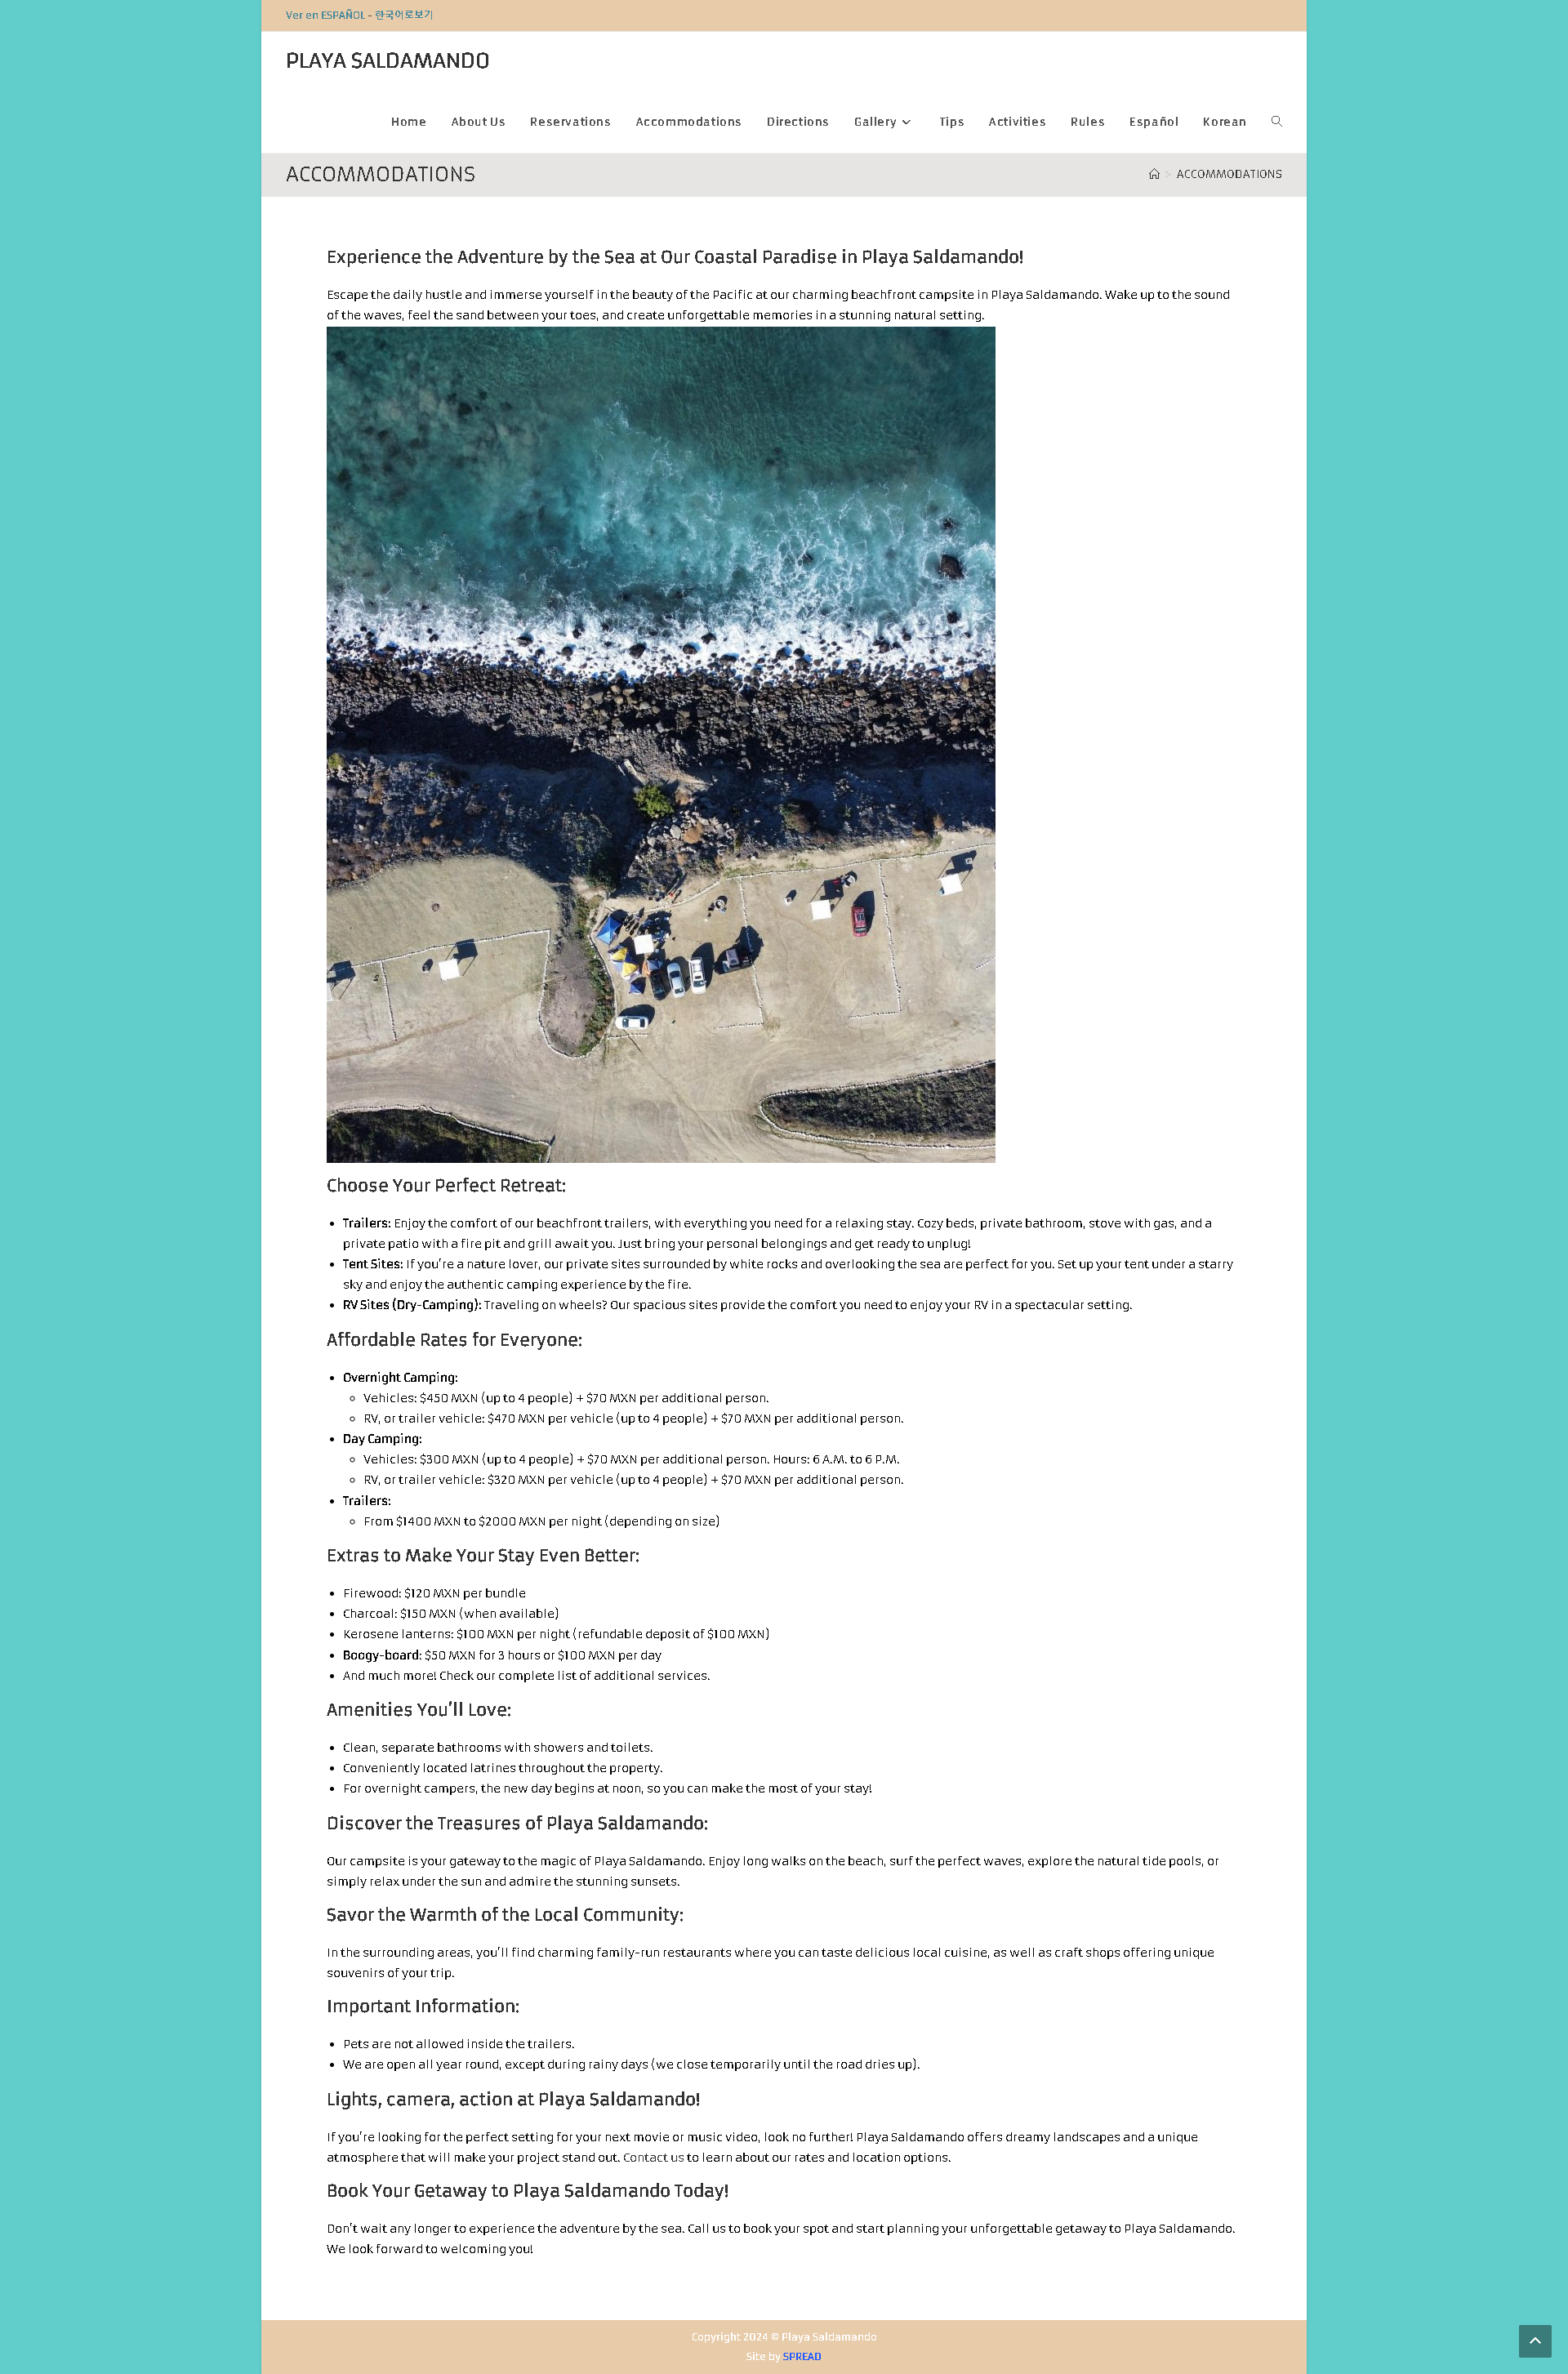 Ver en ESPAÑOL - 한국어로보기
PLAYA SALDAMANDO
Home About Us Reservations Accommodations Directions Gallery Tips Activities Rules Español Korean
ACCOMMODATIONS
> ACCOMMODATIONS
Experience the Adventure by the Sea at Our Coastal Paradise in Playa Saldamando!
Escape the daily hustle and immerse yourself in the beauty of the Pacific at our charming beachfront campsite in Playa Saldamando. Wake up to the sound
of the waves, feel the sand between your toes, and create unforgettable memories in a stunning natural setting.
Choose Your Perfect Retreat:
• Trailers: Enjoy the comfort of our beachfront trailers, with everything you need for a relaxing stay. Cozy beds, private bathroom, stove with gas, and a
private patio with a fire pit and grill await you. Just bring your personal belongings and get ready to unplug!
• Tent Sites: If you're a nature lover, our private sites surrounded by white rocks and overlooking the sea are perfect for you. Set up your tent under a starry
sky and enjoy the authentic camping experience by the fire.
• RV Sites (Dry-Camping): Traveling on wheels? Our spacious sites provide the comfort you need to enjoy your RV in a spectacular setting.
Affordable Rates for Everyone:
• Overnight Camping:
◦ Vehicles: $450 MXN (up to 4 people) + $70 MXN per additional person.
◦ RV, or trailer vehicle: $470 MXN per vehicle (up to 4 people) + $70 MXN per additional person.
• Day Camping:
◦ Vehicles: $300 MXN (up to 4 people) + $70 MXN per additional person. Hours: 6 A.M. to 6 P.M.
◦ RV, or trailer vehicle: $320 MXN per vehicle (up to 4 people) + $70 MXN per additional person.
• Trailers:
◦ From $1400 MXN to $2000 MXN per night (depending on size)
Extras to Make Your Stay Even Better:
• Firewood: $120 MXN per bundle
• Charcoal: $150 MXN (when available)
• Kerosene lanterns: $100 MXN per night (refundable deposit of $100 MXN)
• Boogy-board: $50 MXN for 3 hours or $100 MXN per day
• And much more! Check our complete list of additional services.
Amenities You'll Love:
• Clean, separate bathrooms with showers and toilets.
• Conveniently located latrines throughout the property.
• For overnight campers, the new day begins at noon, so you can make the most of your stay!
Discover the Treasures of Playa Saldamando:
Our campsite is your gateway to the magic of Playa Saldamando. Enjoy long walks on the beach, surf the perfect waves, explore the natural tide pools, or
simply relax under the sun and admire the stunning sunsets.
Savor the Warmth of the Local Community:
In the surrounding areas, you'll find charming family-run restaurants where you can taste delicious local cuisine, as well as craft shops offering unique
souvenirs of your trip.
Important Information:
• Pets are not allowed inside the trailers.
• We are open all year round, except during rainy days (we close temporarily until the road dries up).
Lights, camera, action at Playa Saldamando!
If you're looking for the perfect setting for your next movie or music video, look no further! Playa Saldamando offers dreamy landscapes and a unique
atmosphere that will make your project stand out. Contact us to learn about our rates and location options.
Book Your Getaway to Playa Saldamando Today!
Don't wait any longer to experience the adventure by the sea. Call us to book your spot and start planning your unforgettable getaway to Playa Saldamando.
We look forward to welcoming you!
Copyright 2024 © Playa Saldamando
Site by SPREAD